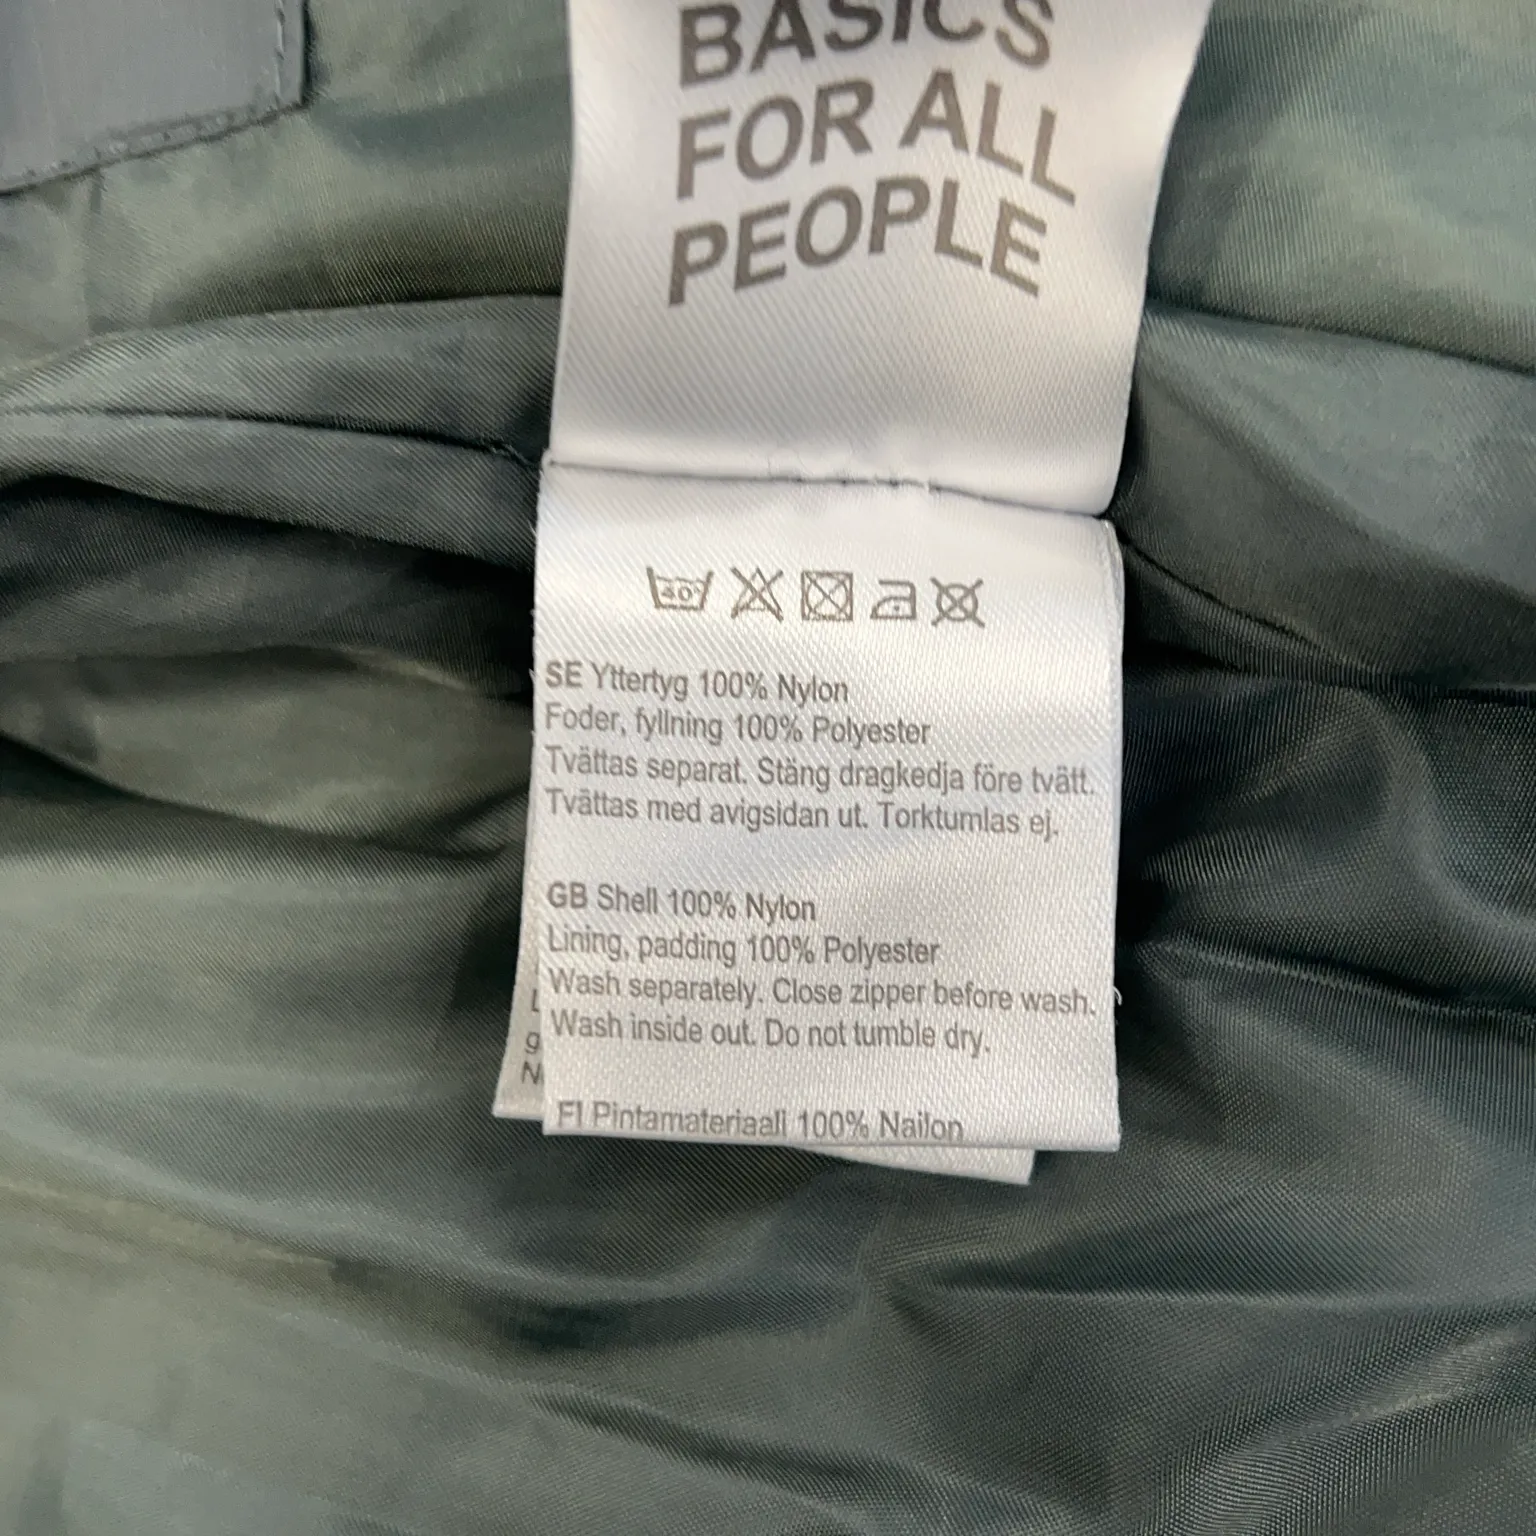 BASICS
FOR ALL
PEOPLE
40°
SE Yttertyg 100% Nylon
Foder, fyllning 100% Polyester
Tvättas separat. Stäng dragkedja före tvätt.
Tvättas med avigsidan ut. Torktumlas ej.
GB Shell 100% Nylon
Lining, padding 100% Polyester
Wash separately. Close zipper before wash.
Wash inside out. Do not tumble dry.
FI Pintamateriaali 100% Nailon